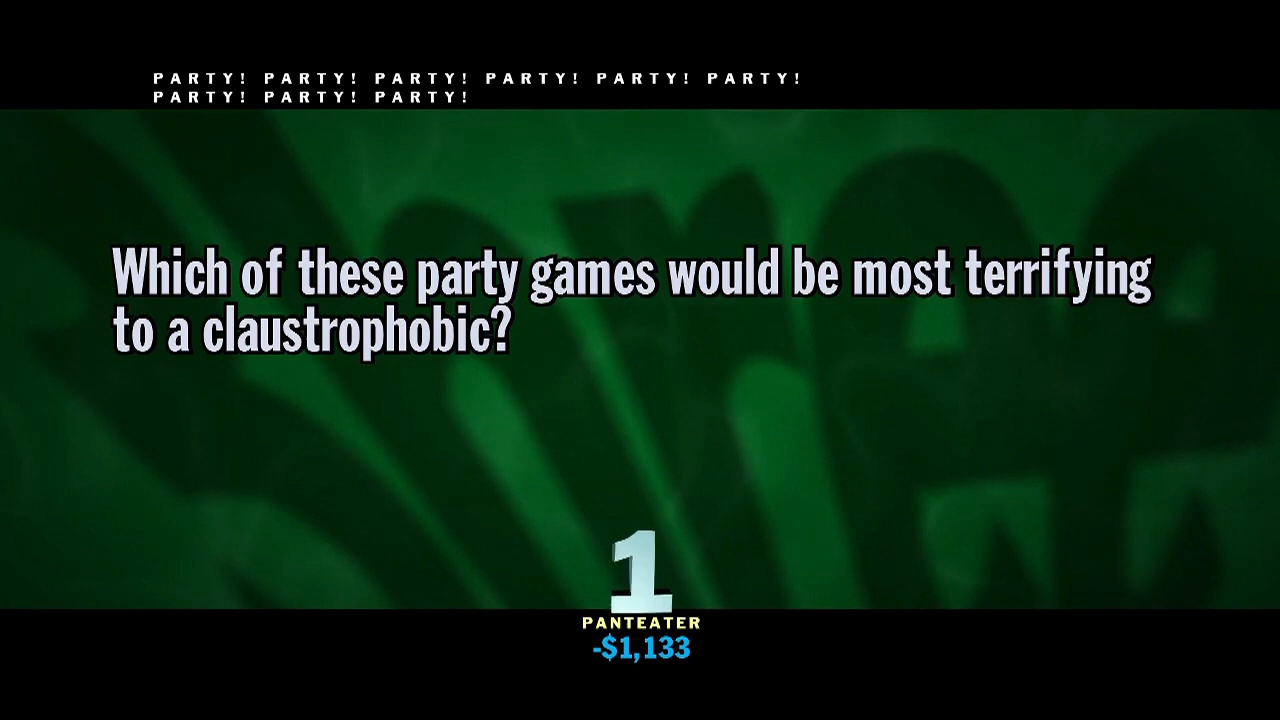 PARTY! PARTY! PARTY! PARTY! PARTY! PARTY!
PARTY! PARTY! PARTY!
Which of these party games would be most terrifying
to a claustrophobic?
1
PANTEATER
-$1,133